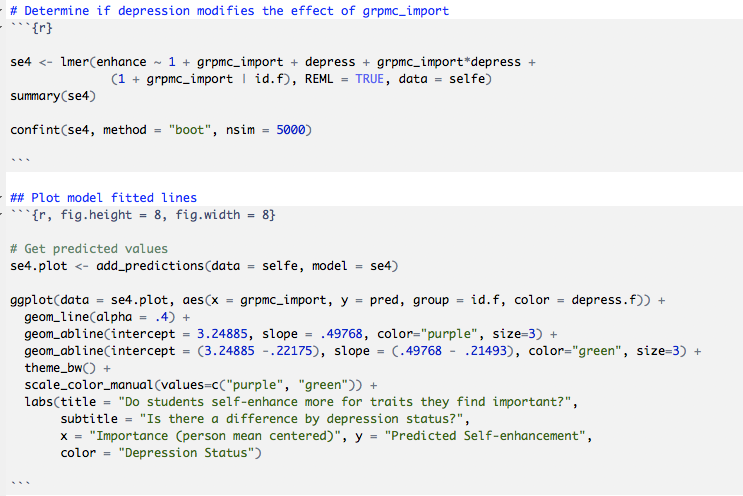 # Determine if depression modifies the effect of grpmc_import
```{r}
se4 <- lmer(enhance ~ 1 + grpmc_import + depress + grpmc_import*depress +
(1 + grpmc_import | id.f), REML = TRUE, data = selfe)
summary(se4)
confint(se4, method = "boot", nsim = 5000)
```
## Plot model fitted lines
```{r, fig.height = 8, fig.width = 8}
# Get predicted values
se4.plot <- add_predictions(data = selfe, model = se4)
ggplot(data = se4.plot, aes(x = grpmc_import, y = pred, group = id.f, color = depress.f)) +
geom_line(alpha = .4) +
geom_abline(intercept = 3.24885, slope = .49768, color="purple", size=3) +
geom_abline(intercept = (3.24885 -.22175), slope = (.49768 - .21493), color="green", size=3) +
theme_bw() +
scale_color_manual(values=c("purple", "green")) +
labs(title = "Do students self-enhance more for traits they find important?",
subtitle = "Is there a difference by depression status?",
x = "Importance (person mean centered)", y = "Predicted Self-enhancement",
color = "Depression Status")
```